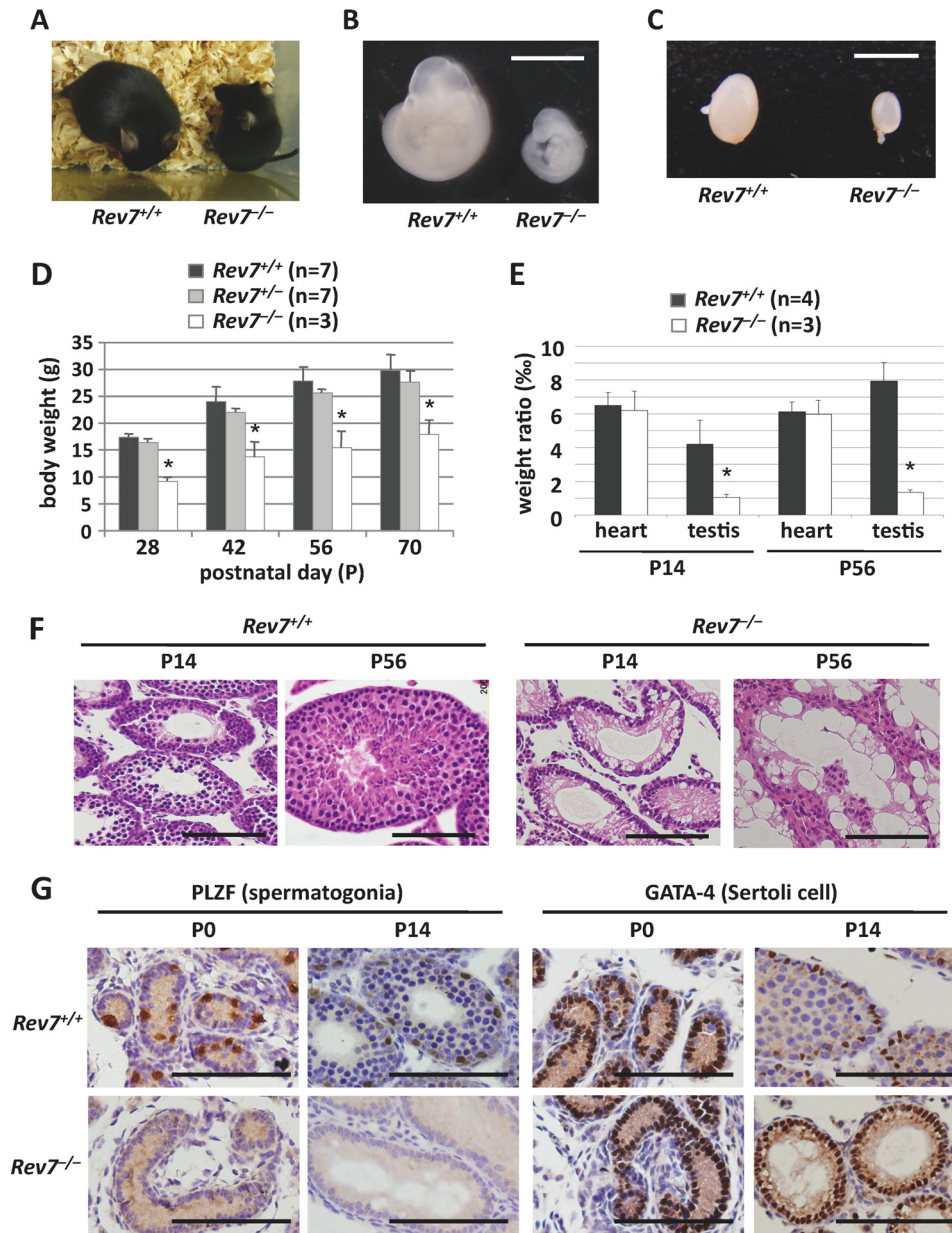 A
Rev7+/+ Rev7–/–
B
Rev7+/+ Rev7–/–
C
Rev7+/+ Rev7–/–
D
Rev7+/+ (n=7)
Rev7+/– (n=7)
Rev7–/– (n=3)
body weight (g)
35
30
25
20
15
10
5
0
* * * *
28 42 56 70
postnatal day (P)
E
Rev7+/+ (n=4)
Rev7–/– (n=3)
weight ratio (‰)
10
8
6
4
2
0
* *
heart testis heart testis
P14 P56
F
Rev7+/+ Rev7–/–
P14 P56 P14 P56
G
PLZF (spermatogonia) GATA-4 (Sertoli cell)
P0 P14 P0 P14
Rev7+/+
Rev7–/–